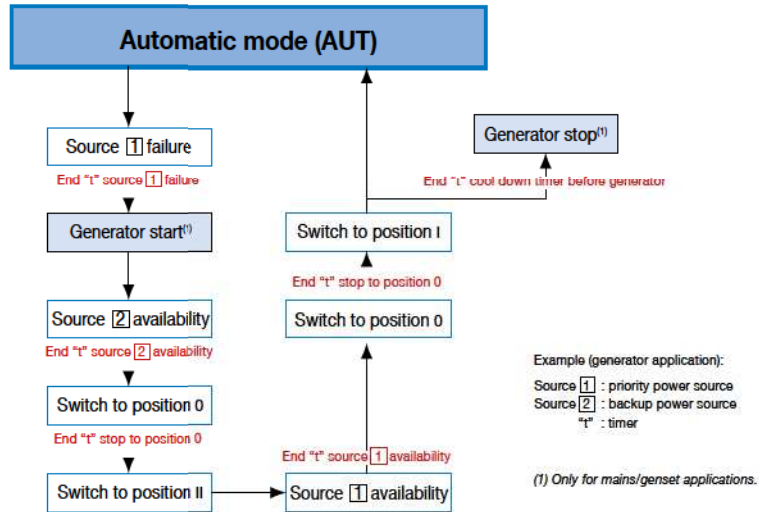 Automatic mode (AUT)
Source 1 failure
End "t" source 1 failure
Generator start(1)
Source 2 availability
End "t" source 2 availability
Switch to position 0
End "t" stop to position 0
Switch to position II
Source 1 availability
End "t" source 1 availability
Switch to position 0
End "t" stop to position 0
Switch to position I
End "t" cool down timer before generator
Generator stop(1)
Example (generator application):
Source 1 : priority power source
Source 2 : backup power source
"t" : timer
(1) Only for mains/genset applications.